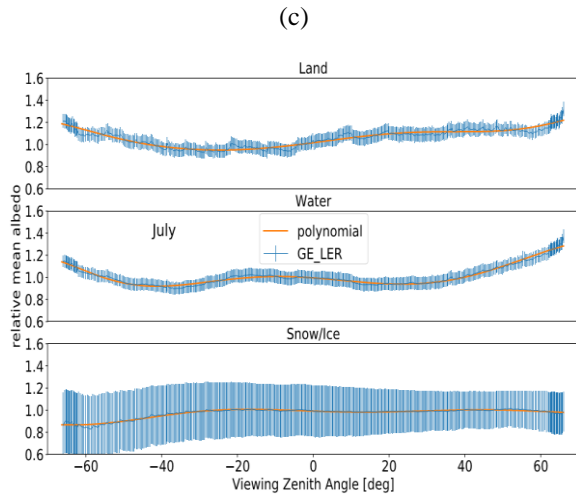 (c)
Land
1.6
1.4
1.2
1.0
0.8
0.6
Water
1.6
1.4
1.2
1.0
0.8
0.6
July
polynomial
GE_LER
relative mean albedo
Snow/Ice
1.6
1.4
1.2
1.0
0.8
0.6
−60 −40 −20 0 20 40 60
Viewing Zenith Angle [deg]